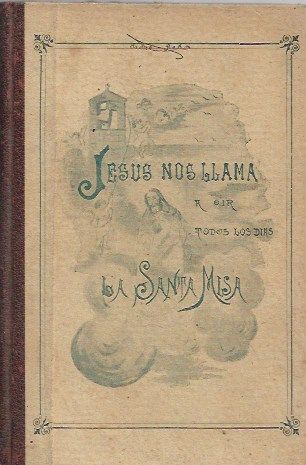 JESUS NOS LLAMA
A OIR
TODOS LOS DIAS
LA SANTA MISA